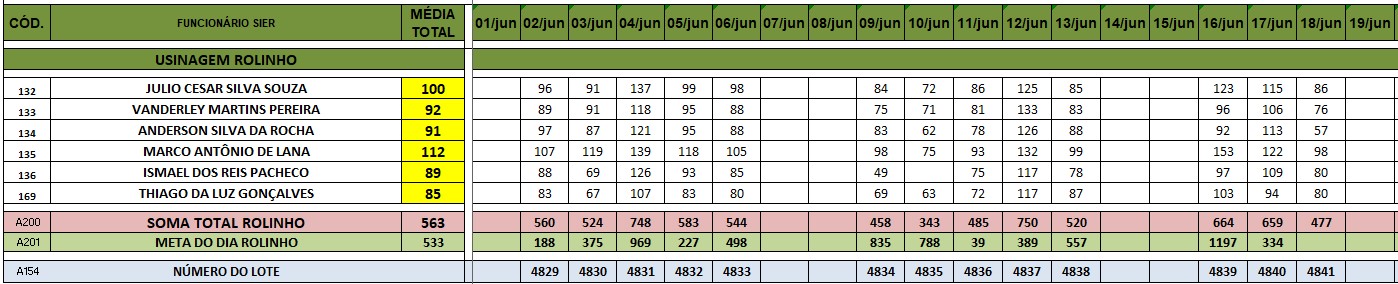 CÓD. FUNCIONÁRIO SIER MÉDIA TOTAL 01/jun 02/jun 03/jun 04/jun 05/jun 06/jun 07/jun 08/jun 09/jun 10/jun 11/jun 12/jun 13/jun 14/jun 15/jun 16/jun 17/jun 18/jun 19/jun
USINAGEM ROLINHO
132 JULIO CESAR SILVA SOUZA 100 96 91 137 99 98 84 72 86 125 85 123 115 86
133 VANDERLEY MARTINS PEREIRA 92 89 91 118 95 88 75 71 81 133 83 96 106 76
134 ANDERSON SILVA DA ROCHA 91 97 87 121 95 88 83 62 78 126 88 92 113 57
135 MARCO ANTÔNIO DE LANA 112 107 119 139 118 105 98 75 93 132 99 153 122 98
136 ISMAEL DOS REIS PACHECO 89 88 69 126 93 85 49 75 117 78 97 109 80
169 THIAGO DA LUZ GONÇALVES 85 83 67 107 83 80 69 63 72 117 87 103 94 80
A200 SOMA TOTAL ROLINHO 563 560 524 748 583 544 458 343 485 750 520 664 659 477
A201 META DO DIA ROLINHO 533 188 375 969 227 498 835 788 39 389 557 1197 334
A154 NÚMERO DO LOTE 4829 4830 4831 4832 4833 4834 4835 4836 4837 4838 4839 4840 4841